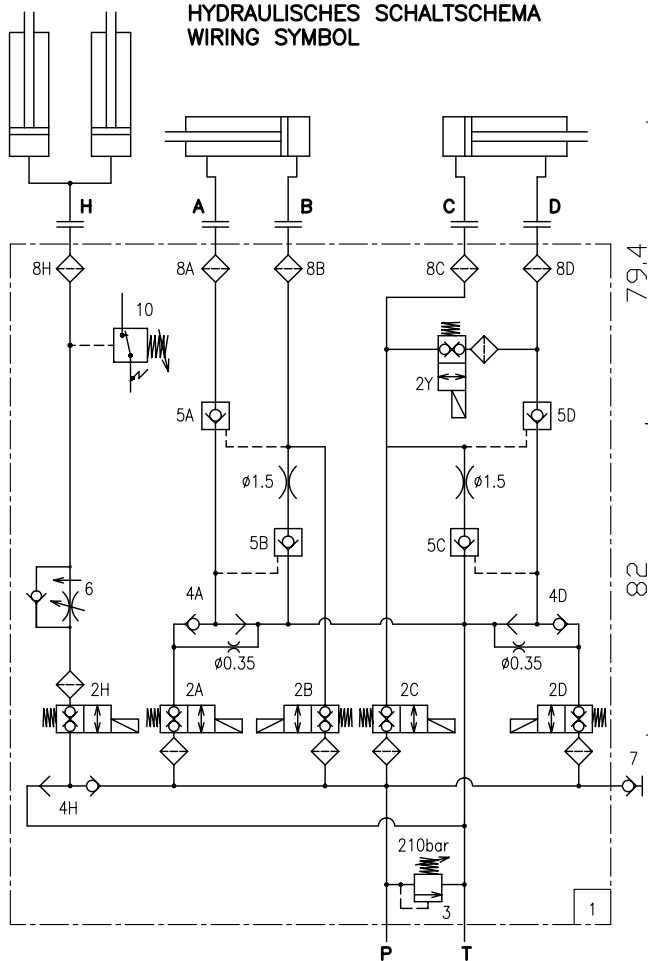 HYDRAULISCHES SCHALTSCHEMA
WIRING SYMBOL
H A B C D
8H 8A 8B 8C 8D
79.4
10
2Y
5A 5D
ø1.5 ø1.5
5B 5C
82
6
4A 4D
ø0.35 ø0.35
2H 2A 2B 2C 2D
7
4H
210bar
3 1
P T